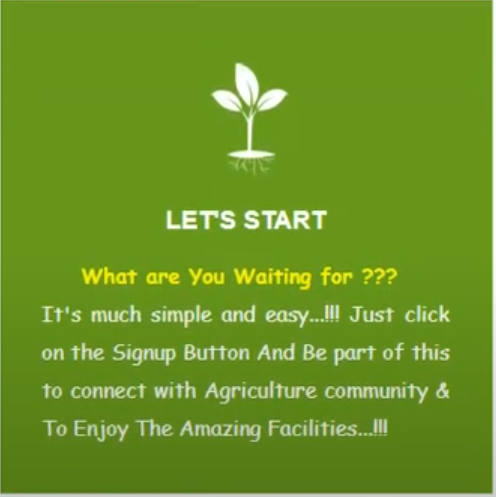 LET'S START
What are You Waiting for ???
It's much simple and easy...!!! Just click
on the Signup Button And Be part of this
to connect with Agriculture community &
To Enjoy The Amazing Facilities...!!!